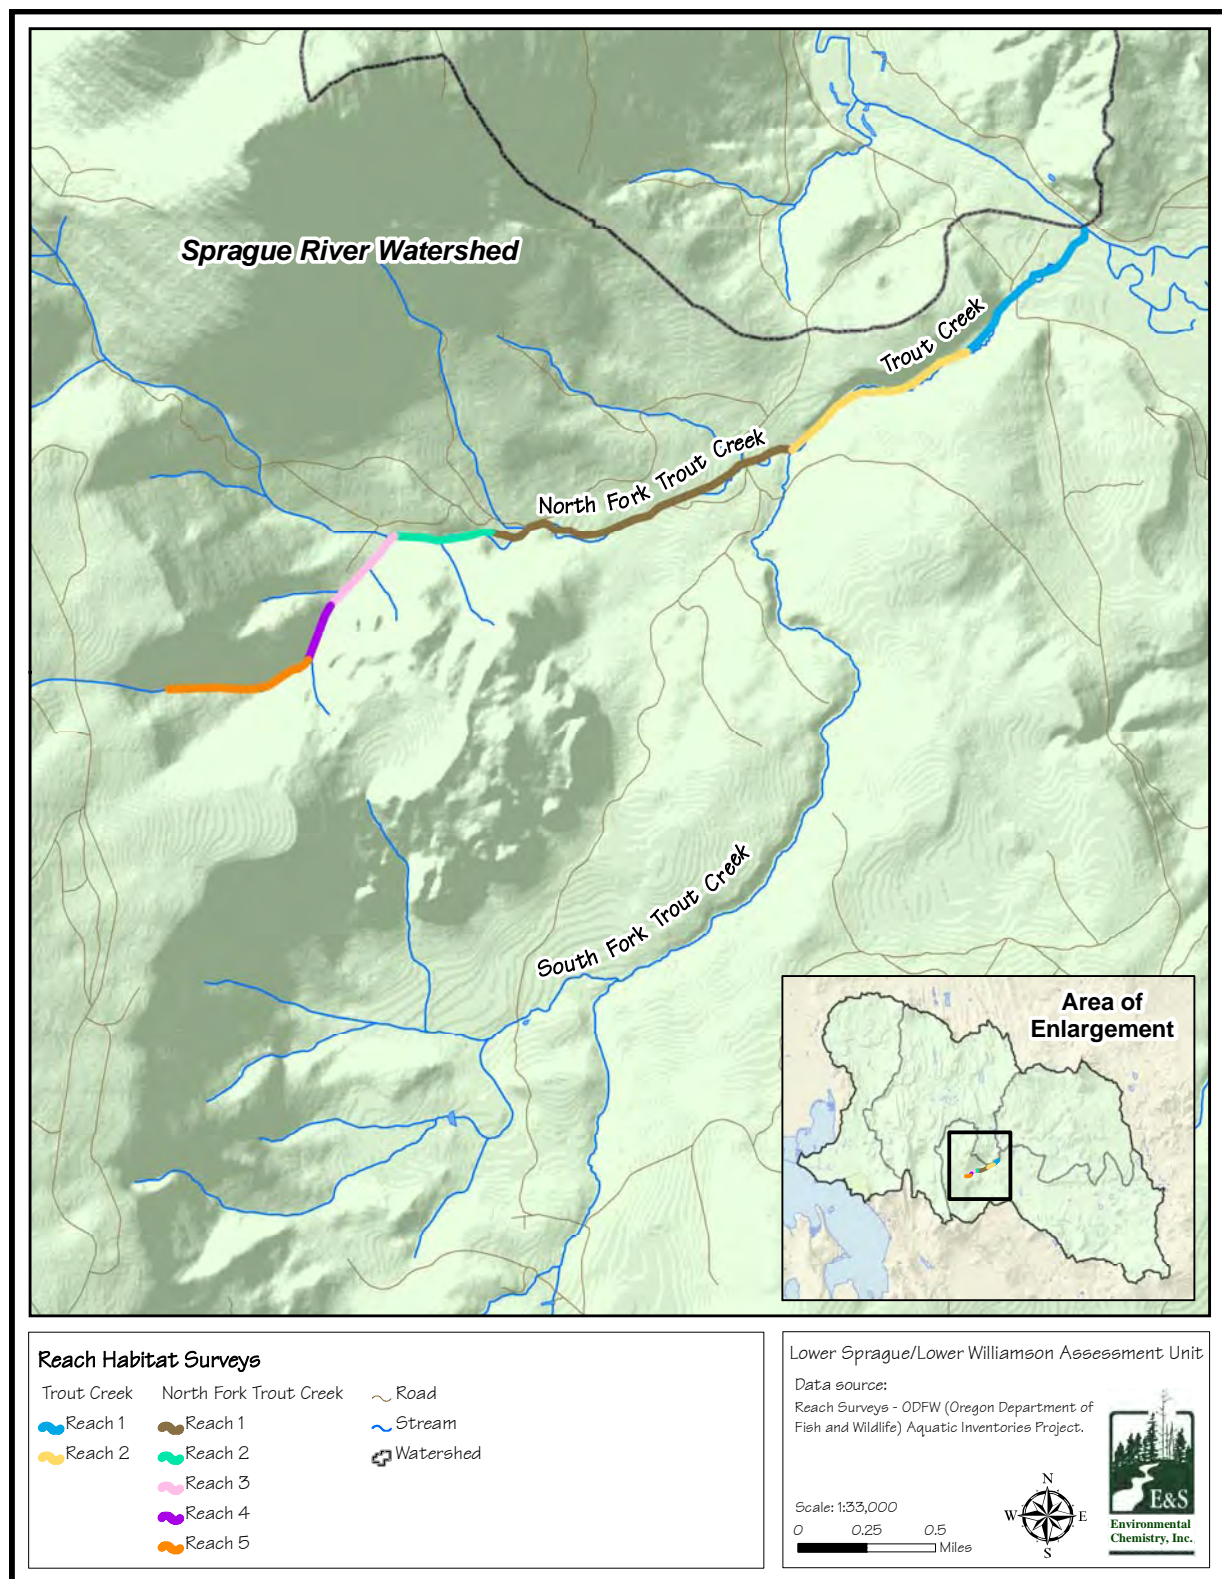 Sprague River Watershed
Trout Creek
North Fork Trout Creek
South Fork Trout Creek
Area of
Enlargement
Reach Habitat Surveys
Trout Creek
Reach 1
Reach 2
North Fork Trout Creek
Reach 1
Reach 2
Reach 3
Reach 4
Reach 5
Road
Stream
Watershed
Lower Sprague/Lower Williamson Assessment Unit
Data source:
Reach Surveys - ODFW (Oregon Department of
Fish and Wildlife) Aquatic Inventories Project.
Scale: 1:33,000
0 0.25 0.5
Miles
N
W E
S
E&S
Environmental
Chemistry, Inc.